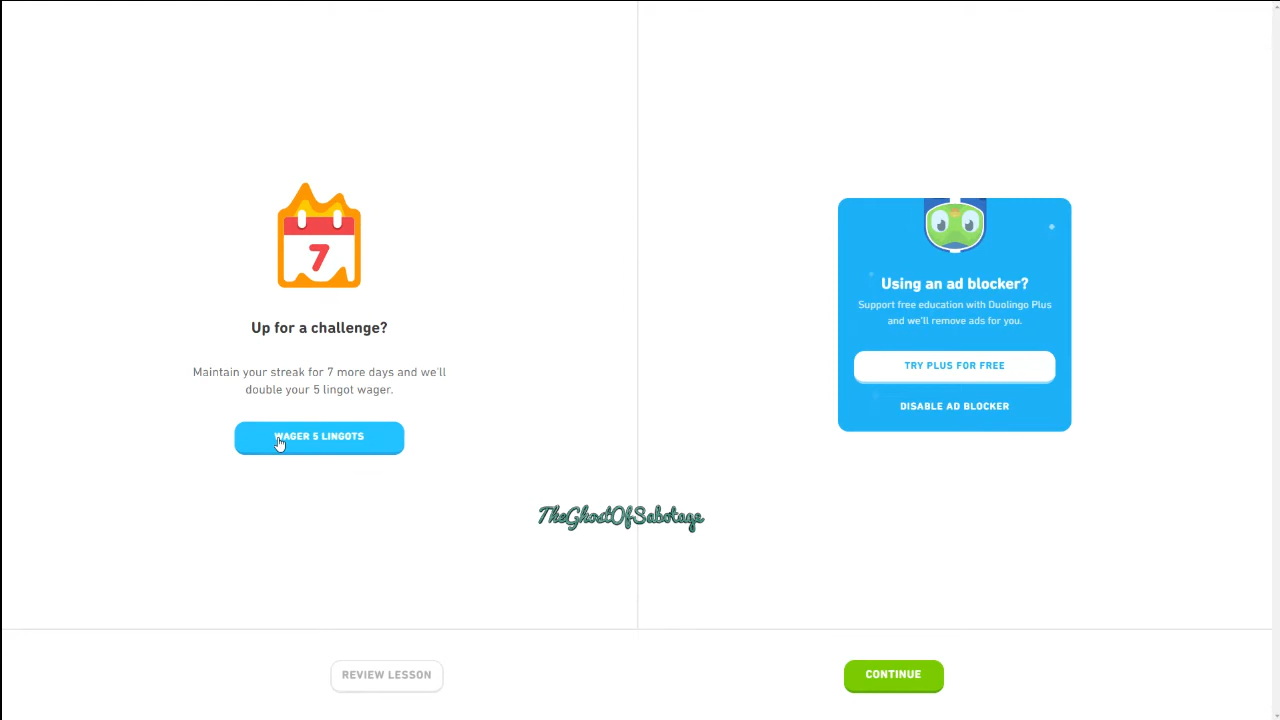 7
Up for a challenge?
Maintain your streak for 7 more days and we'll
double your 5 lingot wager.
WAGER 5 LINGOTS
Using an ad blocker?
Support free education with Duolingo Plus
and we'll remove ads for you.
TRY PLUS FOR FREE
DISABLE AD BLOCKER
TheGhostOfSabotage
REVIEW LESSON
CONTINUE